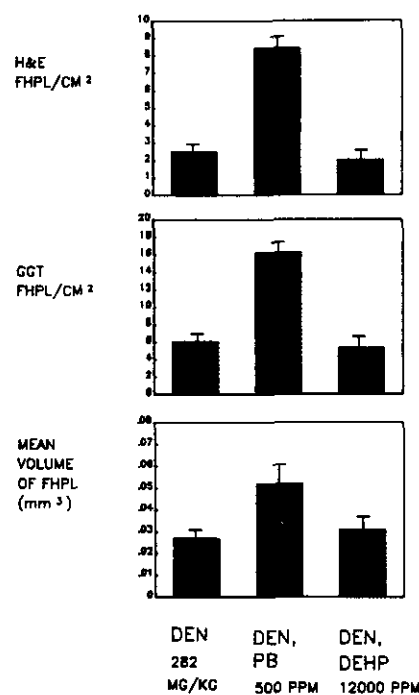 H&E
FHPL/CM²
10
9
8
7
6
5
4
3
2
1
0
GGT
FHPL/CM²
20
18
16
14
12
10
8
6
4
2
0
MEAN
VOLUME
OF FHPL
(mm³)
.08
.07
.06
.05
.04
.03
.02
.01
0
DEN
282
MG/KG
DEN,
PB
500 PPM
DEN,
DEHP
12000 PPM